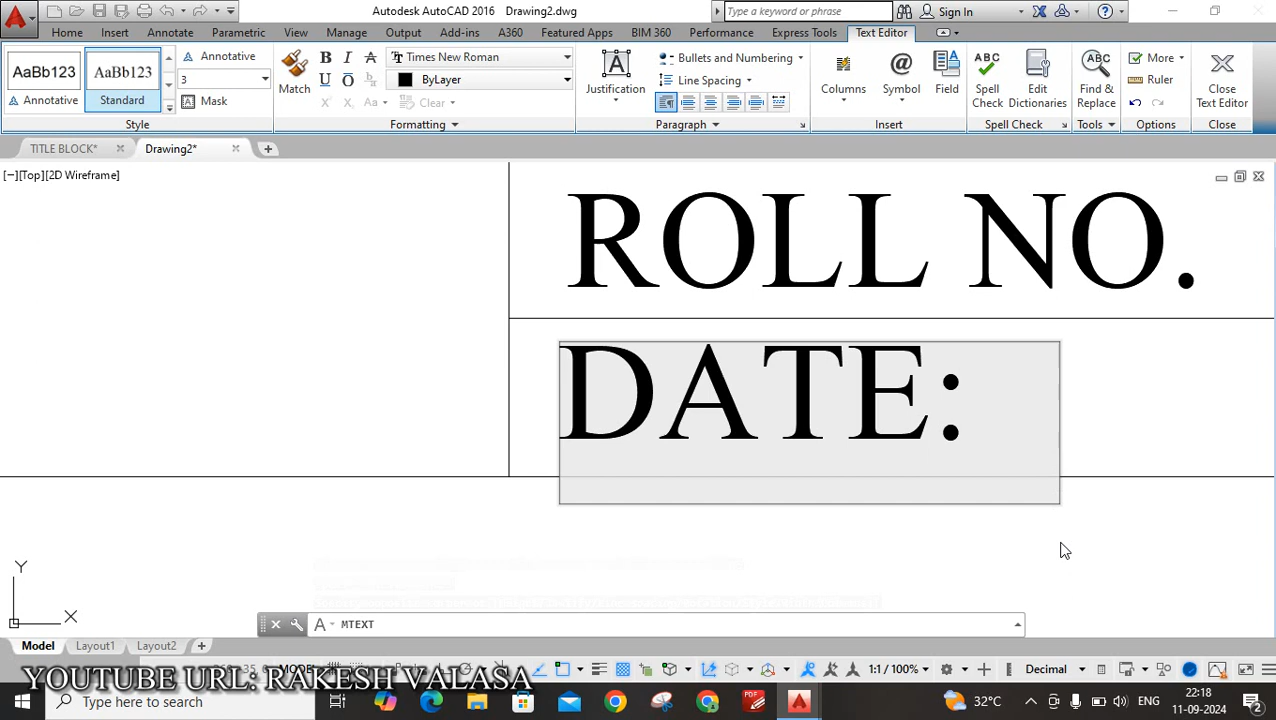 Autodesk AutoCAD 2016 Drawing2.dwg
Type a keyword or phrase
Sign In
Home Insert Annotate Parametric View Manage Output Add-ins A360 Featured Apps BIM 360 Performance Express Tools Text Editor
AaBb123 AaBb123
Annotative Standard
Annotative
3
Mask
Style
Match
Times New Roman
ByLayer
Clear
Formatting
Justification
Bullets and Numbering
Line Spacing
Paragraph
Columns Symbol Field
Insert
Spell Check
Edit Dictionaries
Spell Check
Find & Replace
Tools
More
Ruler
Options
Close Text Editor
Close
TITLE BLOCK* Drawing2*
[−][Top][2D Wireframe]
ROLL NO.
DATE:
Y
X
MTEXT
Model Layout1 Layout2
MODEL
1:1 / 100%
Decimal
YOUTUBE URL: RAKESH VALASA
Type here to search
32°C
ENG
22:18
11-09-2024
2